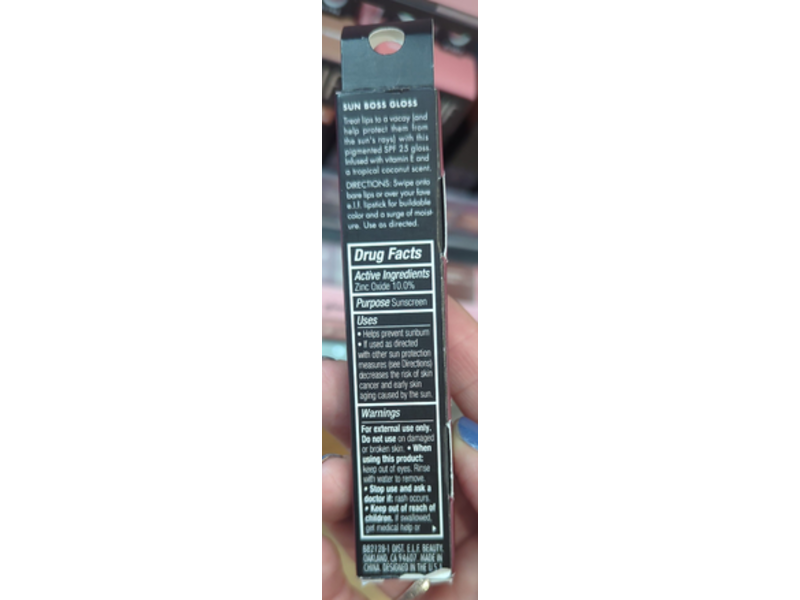 SUN BOSS GLOSS
Treat lips to a vacay (and
help protect them from
the sun's rays) with this
pigmented SPF 25 gloss.
Infused with vitamin E and
a tropical coconut scent.
DIRECTIONS: Swipe onto
bare lips or over your fave
e.l.f. lipstick for buildable
color and a surge of moist-
ure. Use as directed.
Drug Facts
Active Ingredients
Zinc Oxide 10.0%
Purpose Sunscreen
Uses
• Helps prevent sunburn
• If used as directed
with other sun protection
measures (see Directions)
decreases the risk of skin
cancer and early skin
aging caused by the sun.
Warnings
For external use only.
Do not use on damaged
or broken skin. • When
using this product:
keep out of eyes. Rinse
with water to remove.
• Stop use and ask a
doctor if: rash occurs.
• Keep out of reach of
children. If swallowed,
get medical help or
BB2128-1 DIST. E.L.F. BEAUTY,
OAKLAND, CA 94607. MADE IN
CHINA. DESIGNED IN THE U.S.A.